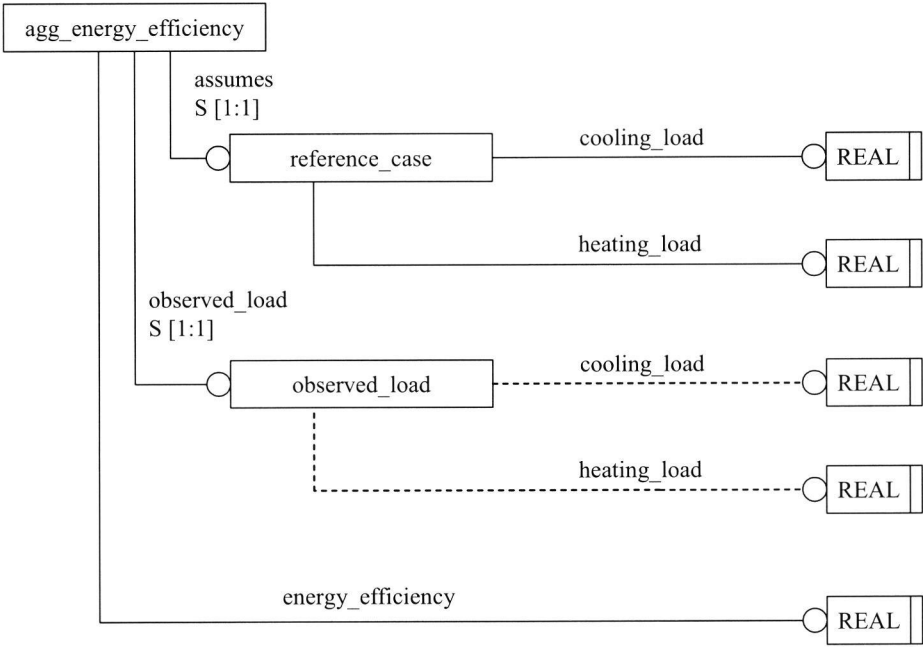 agg_energy_efficiency
assumes
S [1:1]
reference_case
cooling_load
REAL
heating_load
REAL
observed_load
S [1:1]
observed_load
cooling_load
REAL
heating_load
REAL
energy_efficiency
REAL